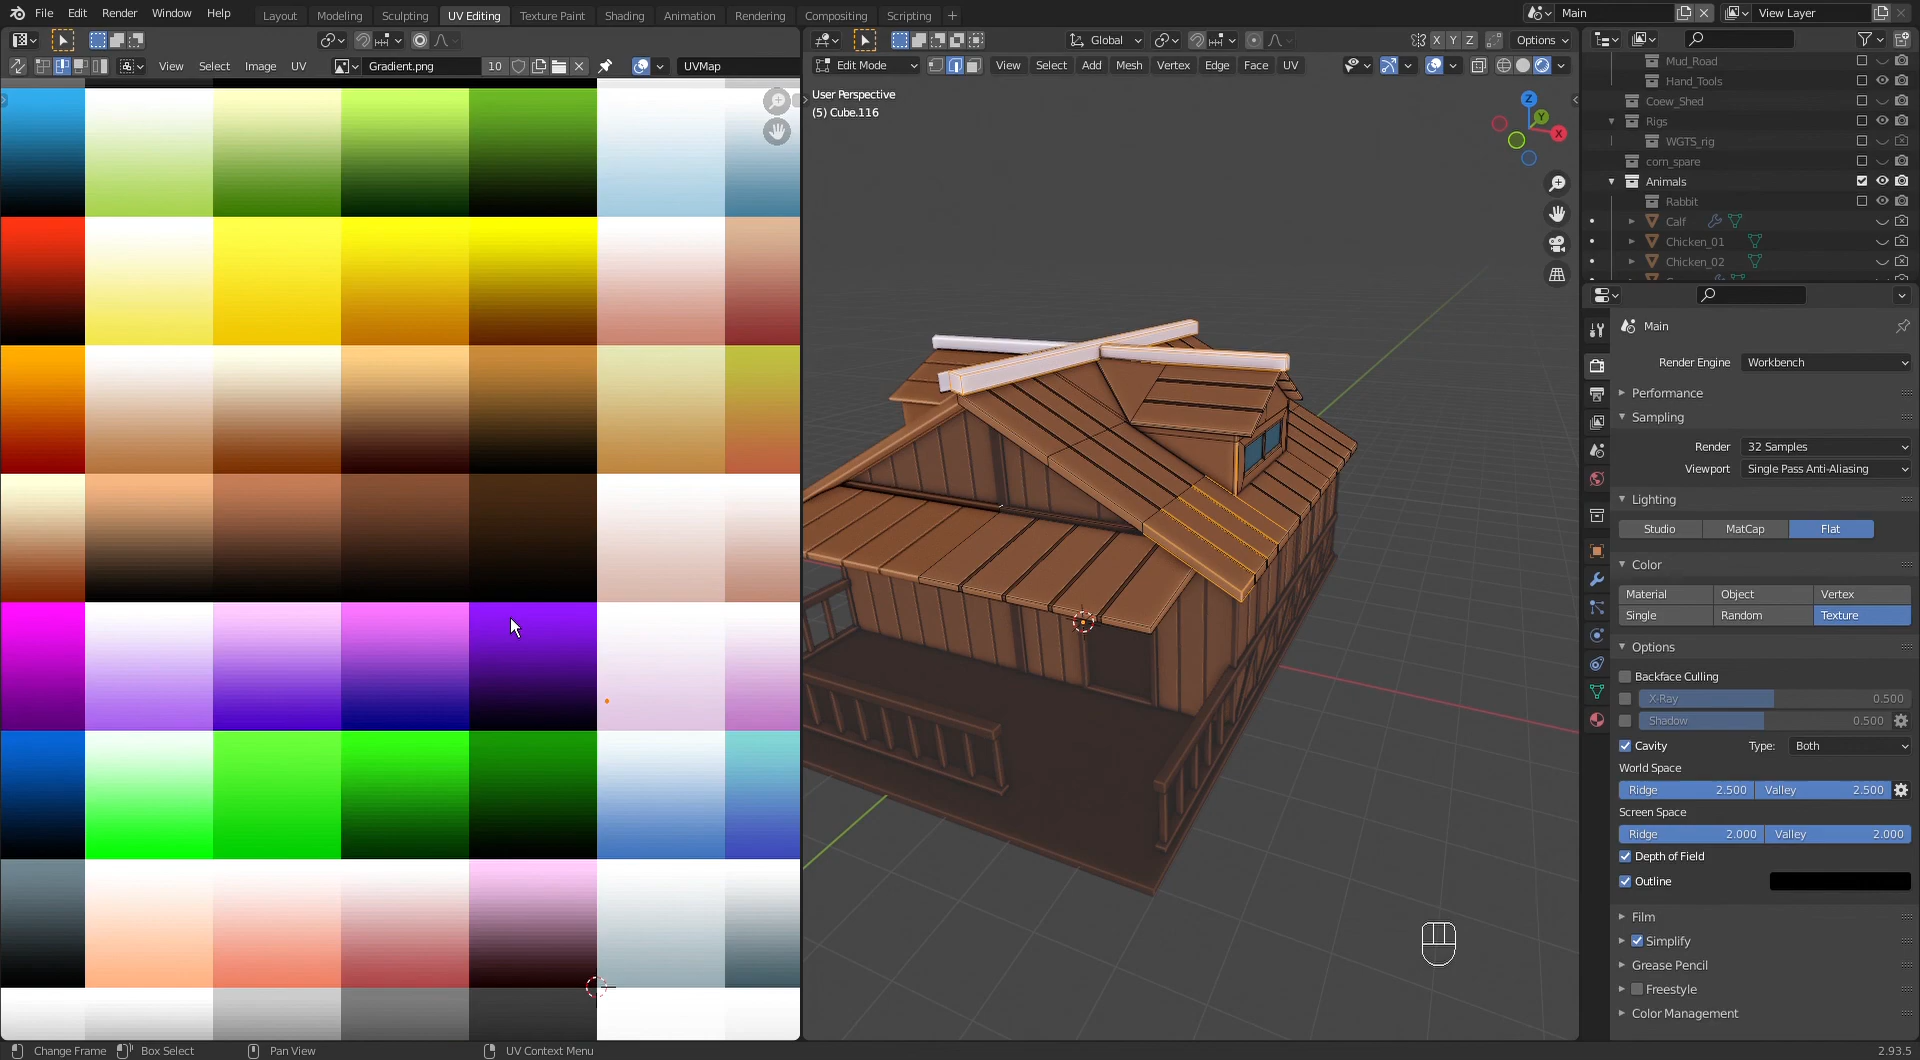 File Edit Render Window Help Layout Modeling Sculpting UV Editing Texture Paint Shading Animation Rendering Compositing Scripting + Main View Layer
Global Options
View Select Image UV Gradient.png 10 UVMap Edit Mode View Select Add Mesh Vertex Edge Face UV
X Y Z
User Perspective
(5) Cube.116
Z
Y
X
Mud_Road
Hand_Tools
Coew_Shed
Rigs
WGTS_rig
corn_spare
Animals
Rabbit
Calf
Chicken_01
Chicken_02
Main
Render Engine Workbench
Performance
Sampling
Render 32 Samples
Viewport Single Pass Anti-Aliasing
Lighting
Studio MatCap Flat
Color
Material Object Vertex
Single Random Texture
Options
Backface Culling
X-Ray 0.500
Shadow 0.500
Cavity Type: Both
World Space
Ridge 2.500 Valley 2.500
Screen Space
Ridge 2.000 Valley 2.000
Depth of Field
Outline
Film
Simplify
Grease Pencil
Freestyle
Color Management
Change Frame Box Select Pan View UV Context Menu 2.93.5